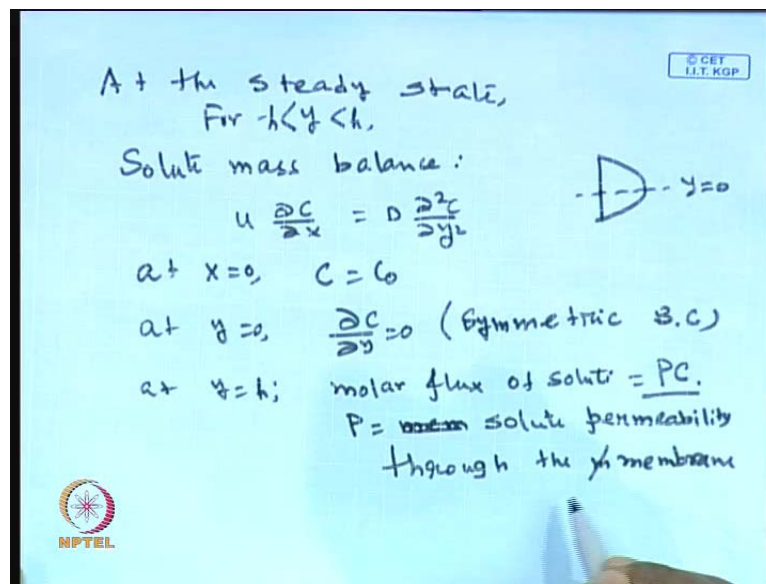 © CET
I.I.T. KGP
At the steady state,
For -h<y<h,
Solute mass balance:
y=0
u ∂C/∂x = D ∂²C/∂y²
at x=0, C = C₀
at y=0, ∂C/∂y=0 (Symmetric B.C)
at y=h; molar flux of solute = PC.
P = solute permeability
through the membrane
NPTEL